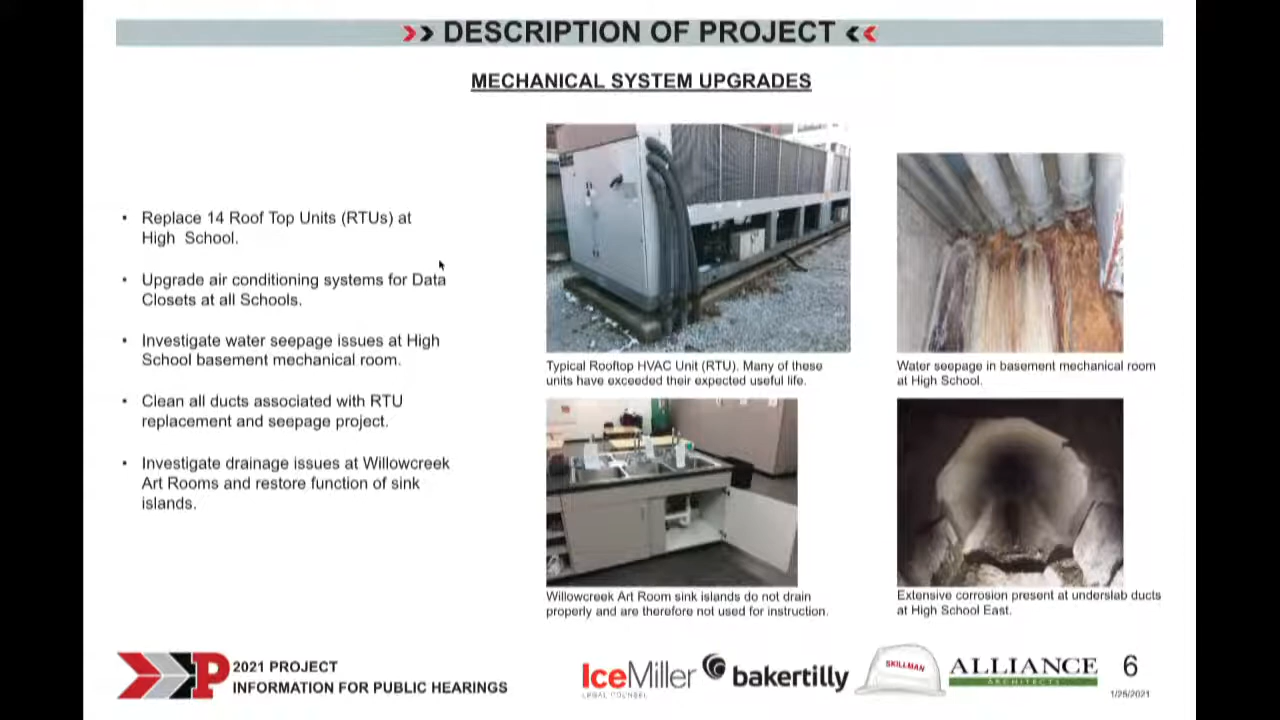 DESCRIPTION OF PROJECT
MECHANICAL SYSTEM UPGRADES
• Replace 14 Roof Top Units (RTUs) at
High School.
• Upgrade air conditioning systems for Data
Closets at all Schools.
• Investigate water seepage issues at High
School basement mechanical room.
• Clean all ducts associated with RTU
replacement and seepage project.
• Investigate drainage issues at Willowcreek
Art Rooms and restore function of sink
islands.
Typical Rooftop HVAC Unit (RTU). Many of these
units have exceeded their expected useful life.
Water seepage in basement mechanical room
at High School.
Willowcreek Art Room sink islands do not drain
properly and are therefore not used for instruction.
Extensive corrosion present at underslab ducts
at High School East.
P
2021 PROJECT
INFORMATION FOR PUBLIC HEARINGS
IceMiller
LEGAL COUNSEL
bakertilly
SKILLMAN
ALLIANCE
ARCHITECTS
6
1/25/2021